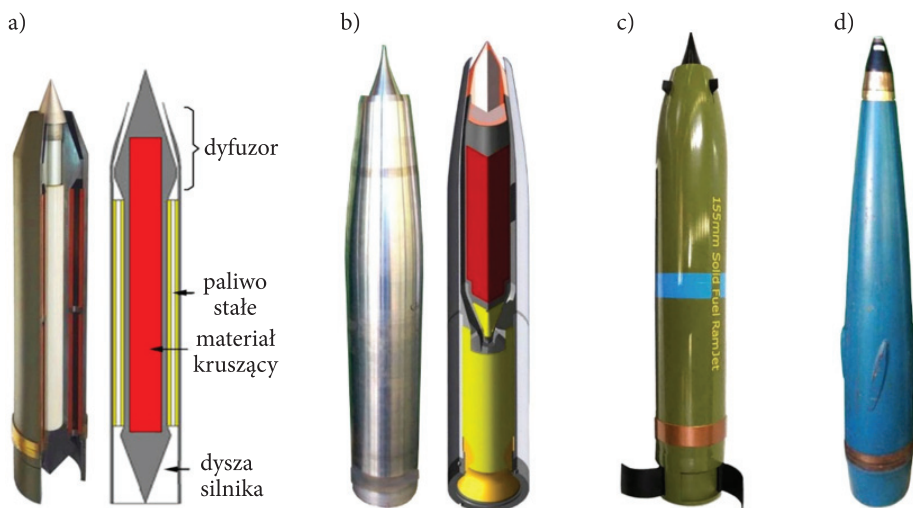 a)
b)
c)
d)
dyfuzor
paliwo
stałe
materiał
kruszący
dysza
silnika
155mm Solid Fuel RamJet